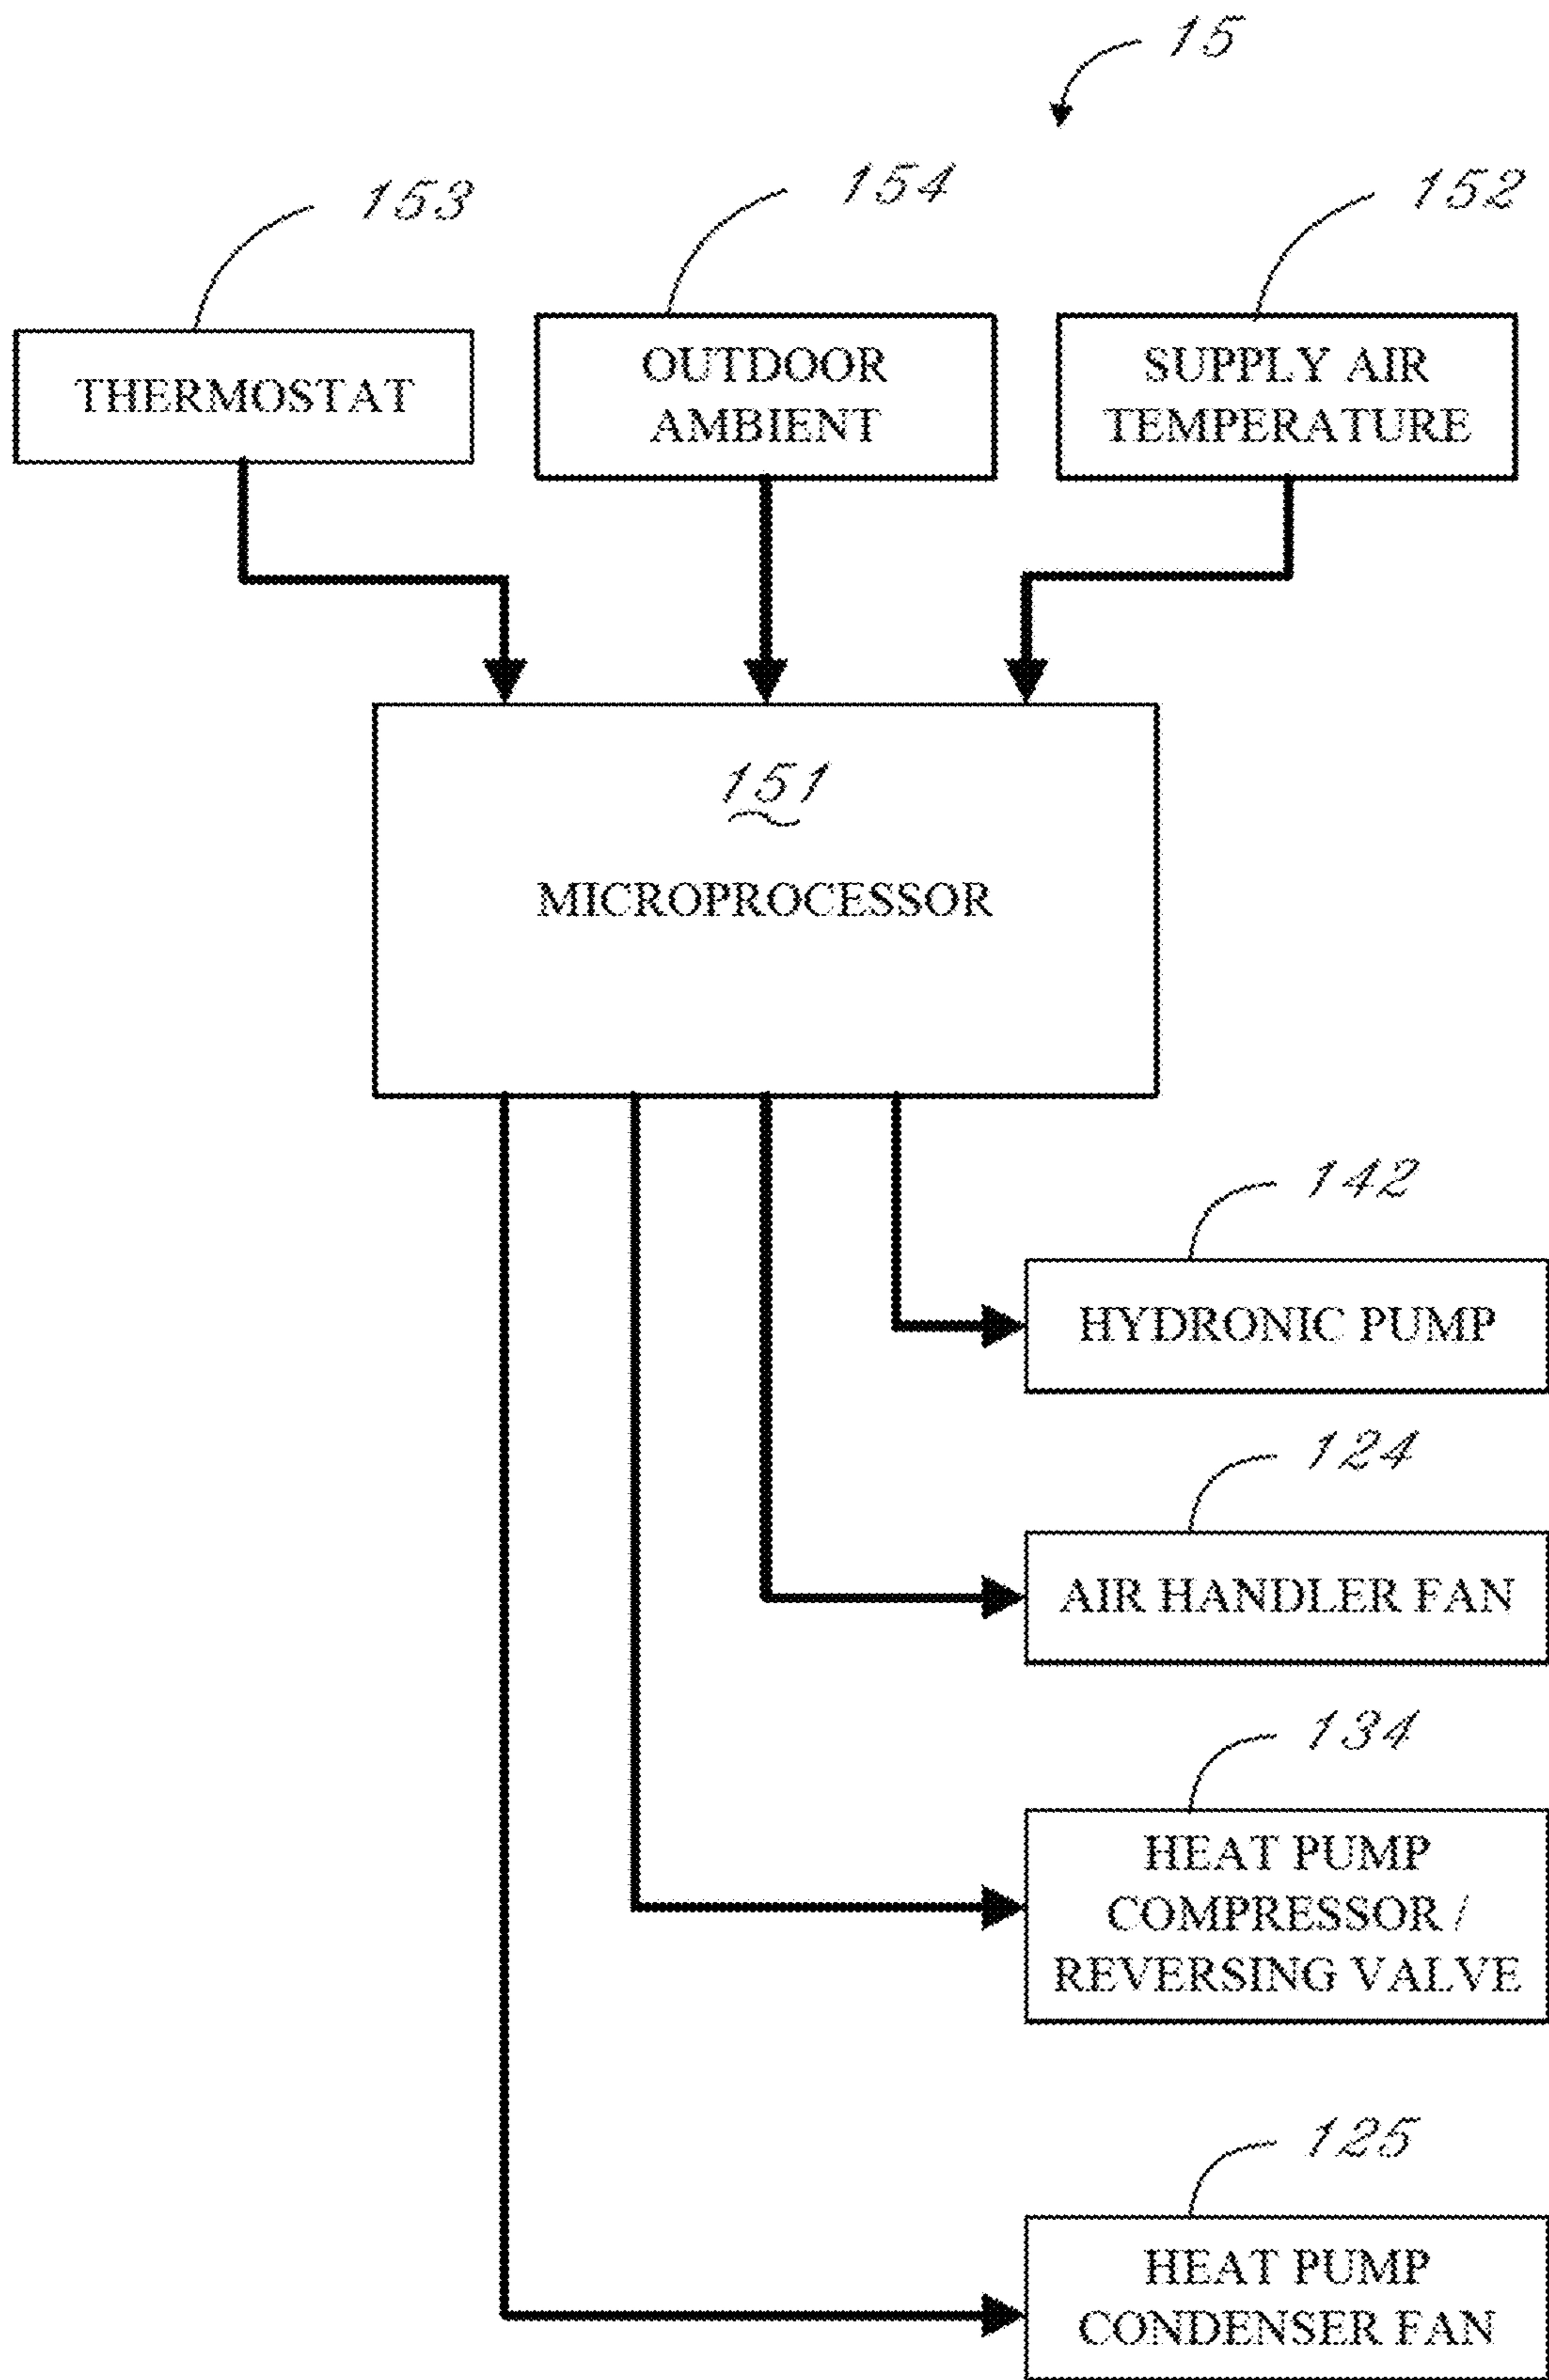 15
153
154
152
THERMOSTAT
OUTDOOR
AMBIENT
SUPPLY AIR
TEMPERATURE
151
MICROPROCESSOR
142
HYDRONIC PUMP
124
AIR HANDLER FAN
134
HEAT PUMP
COMPRESSOR /
REVERSING VALVE
125
HEAT PUMP
CONDENSER FAN